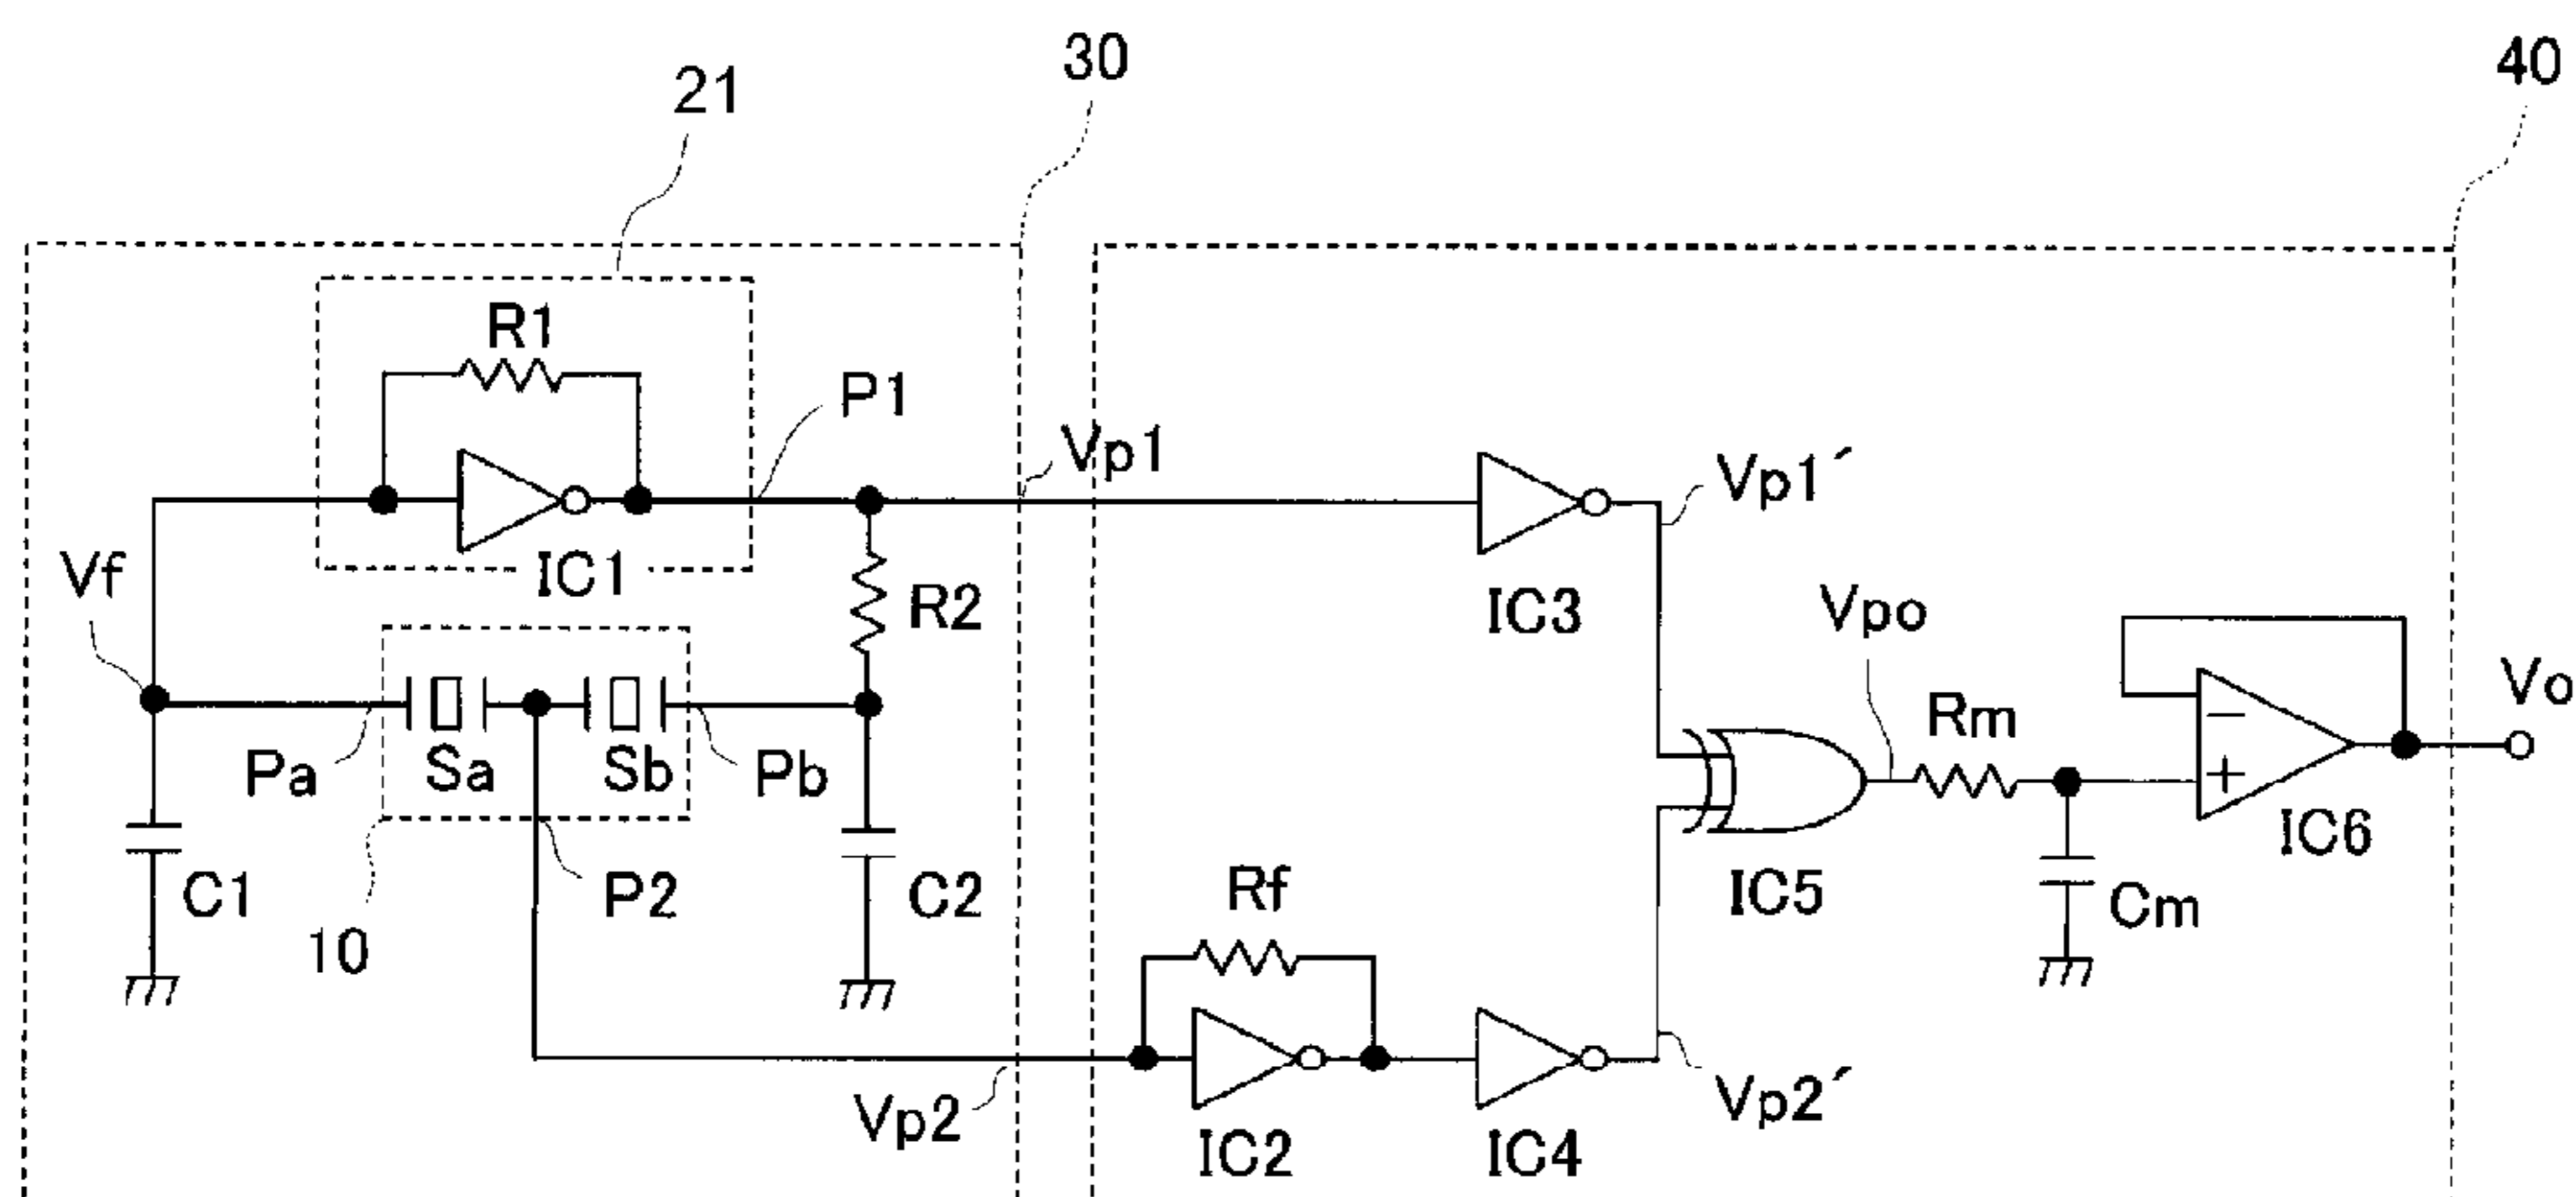 30
40
21
R1
P1
Vp1
Vp1´
Vf
IC1
R2
IC3
Vpo
Vo
Rm
−
+
Pa
Sa
Sb
Pb
IC6
C1
P2
C2
Rf
IC5
Cm
10
Vp2
Vp2´
IC2
IC4